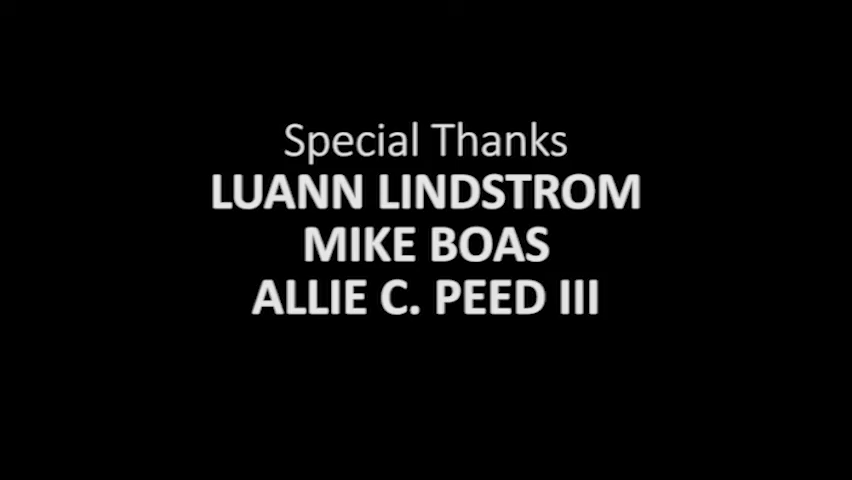 Special Thanks
LUANN LINDSTROM
MIKE BOAS
ALLIE C. PEED III